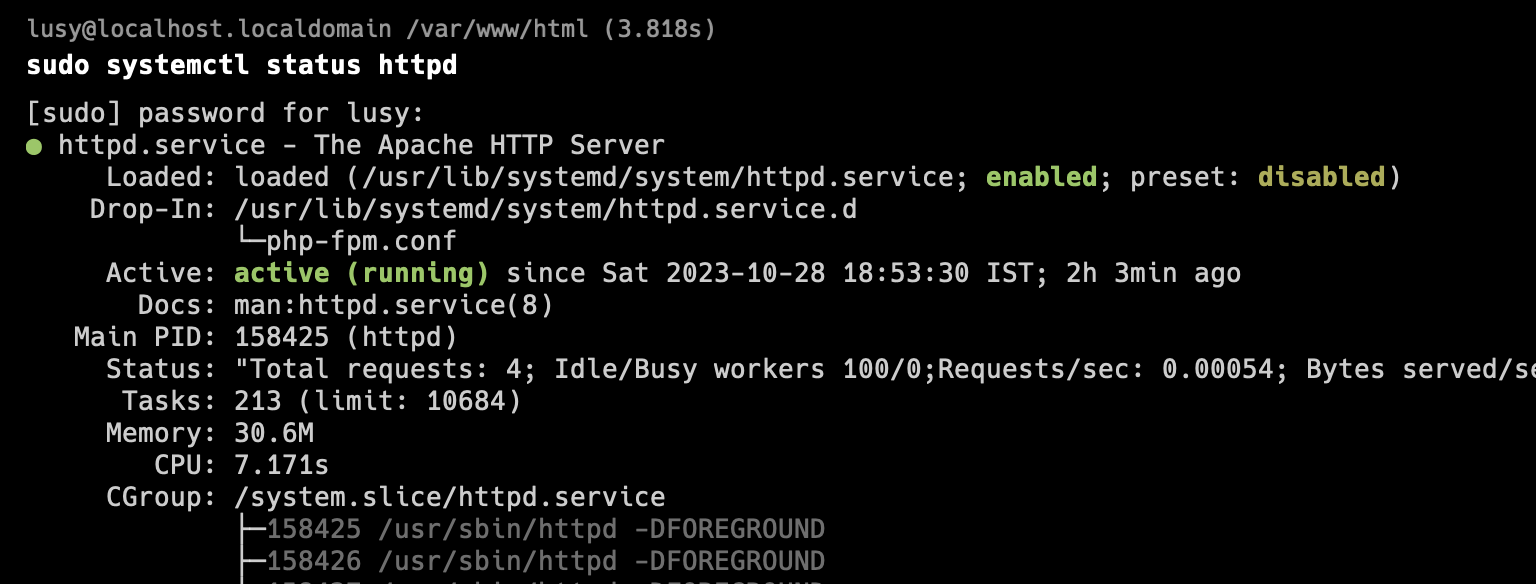 lusy@localhost.localdomain /var/www/html (3.818s)
sudo systemctl status httpd
[sudo] password for lusy:
● httpd.service - The Apache HTTP Server
Loaded: loaded (/usr/lib/systemd/system/httpd.service; enabled; preset: disabled)
Drop-In: /usr/lib/systemd/system/httpd.service.d
└─php-fpm.conf
Active: active (running) since Sat 2023-10-28 18:53:30 IST; 2h 3min ago
Docs: man:httpd.service(8)
Main PID: 158425 (httpd)
Status: "Total requests: 4; Idle/Busy workers 100/0;Requests/sec: 0.00054; Bytes served/se
Tasks: 213 (limit: 10684)
Memory: 30.6M
CPU: 7.171s
CGroup: /system.slice/httpd.service
├─158425 /usr/sbin/httpd -DFOREGROUND
├─158426 /usr/sbin/httpd -DFOREGROUND